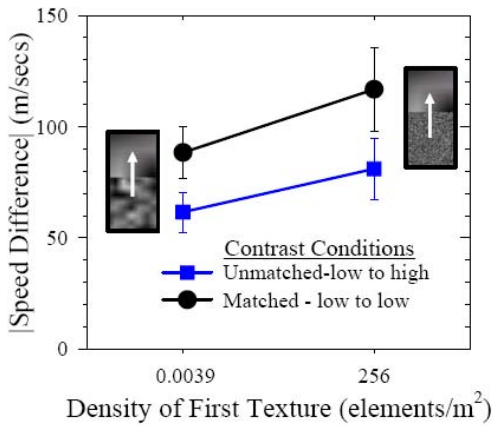 150
100
50
0
|Speed Difference| (m/secs)
Contrast Conditions
Unmatched-low to high
Matched - low to low
0.0039 256
Density of First Texture (elements/m²)